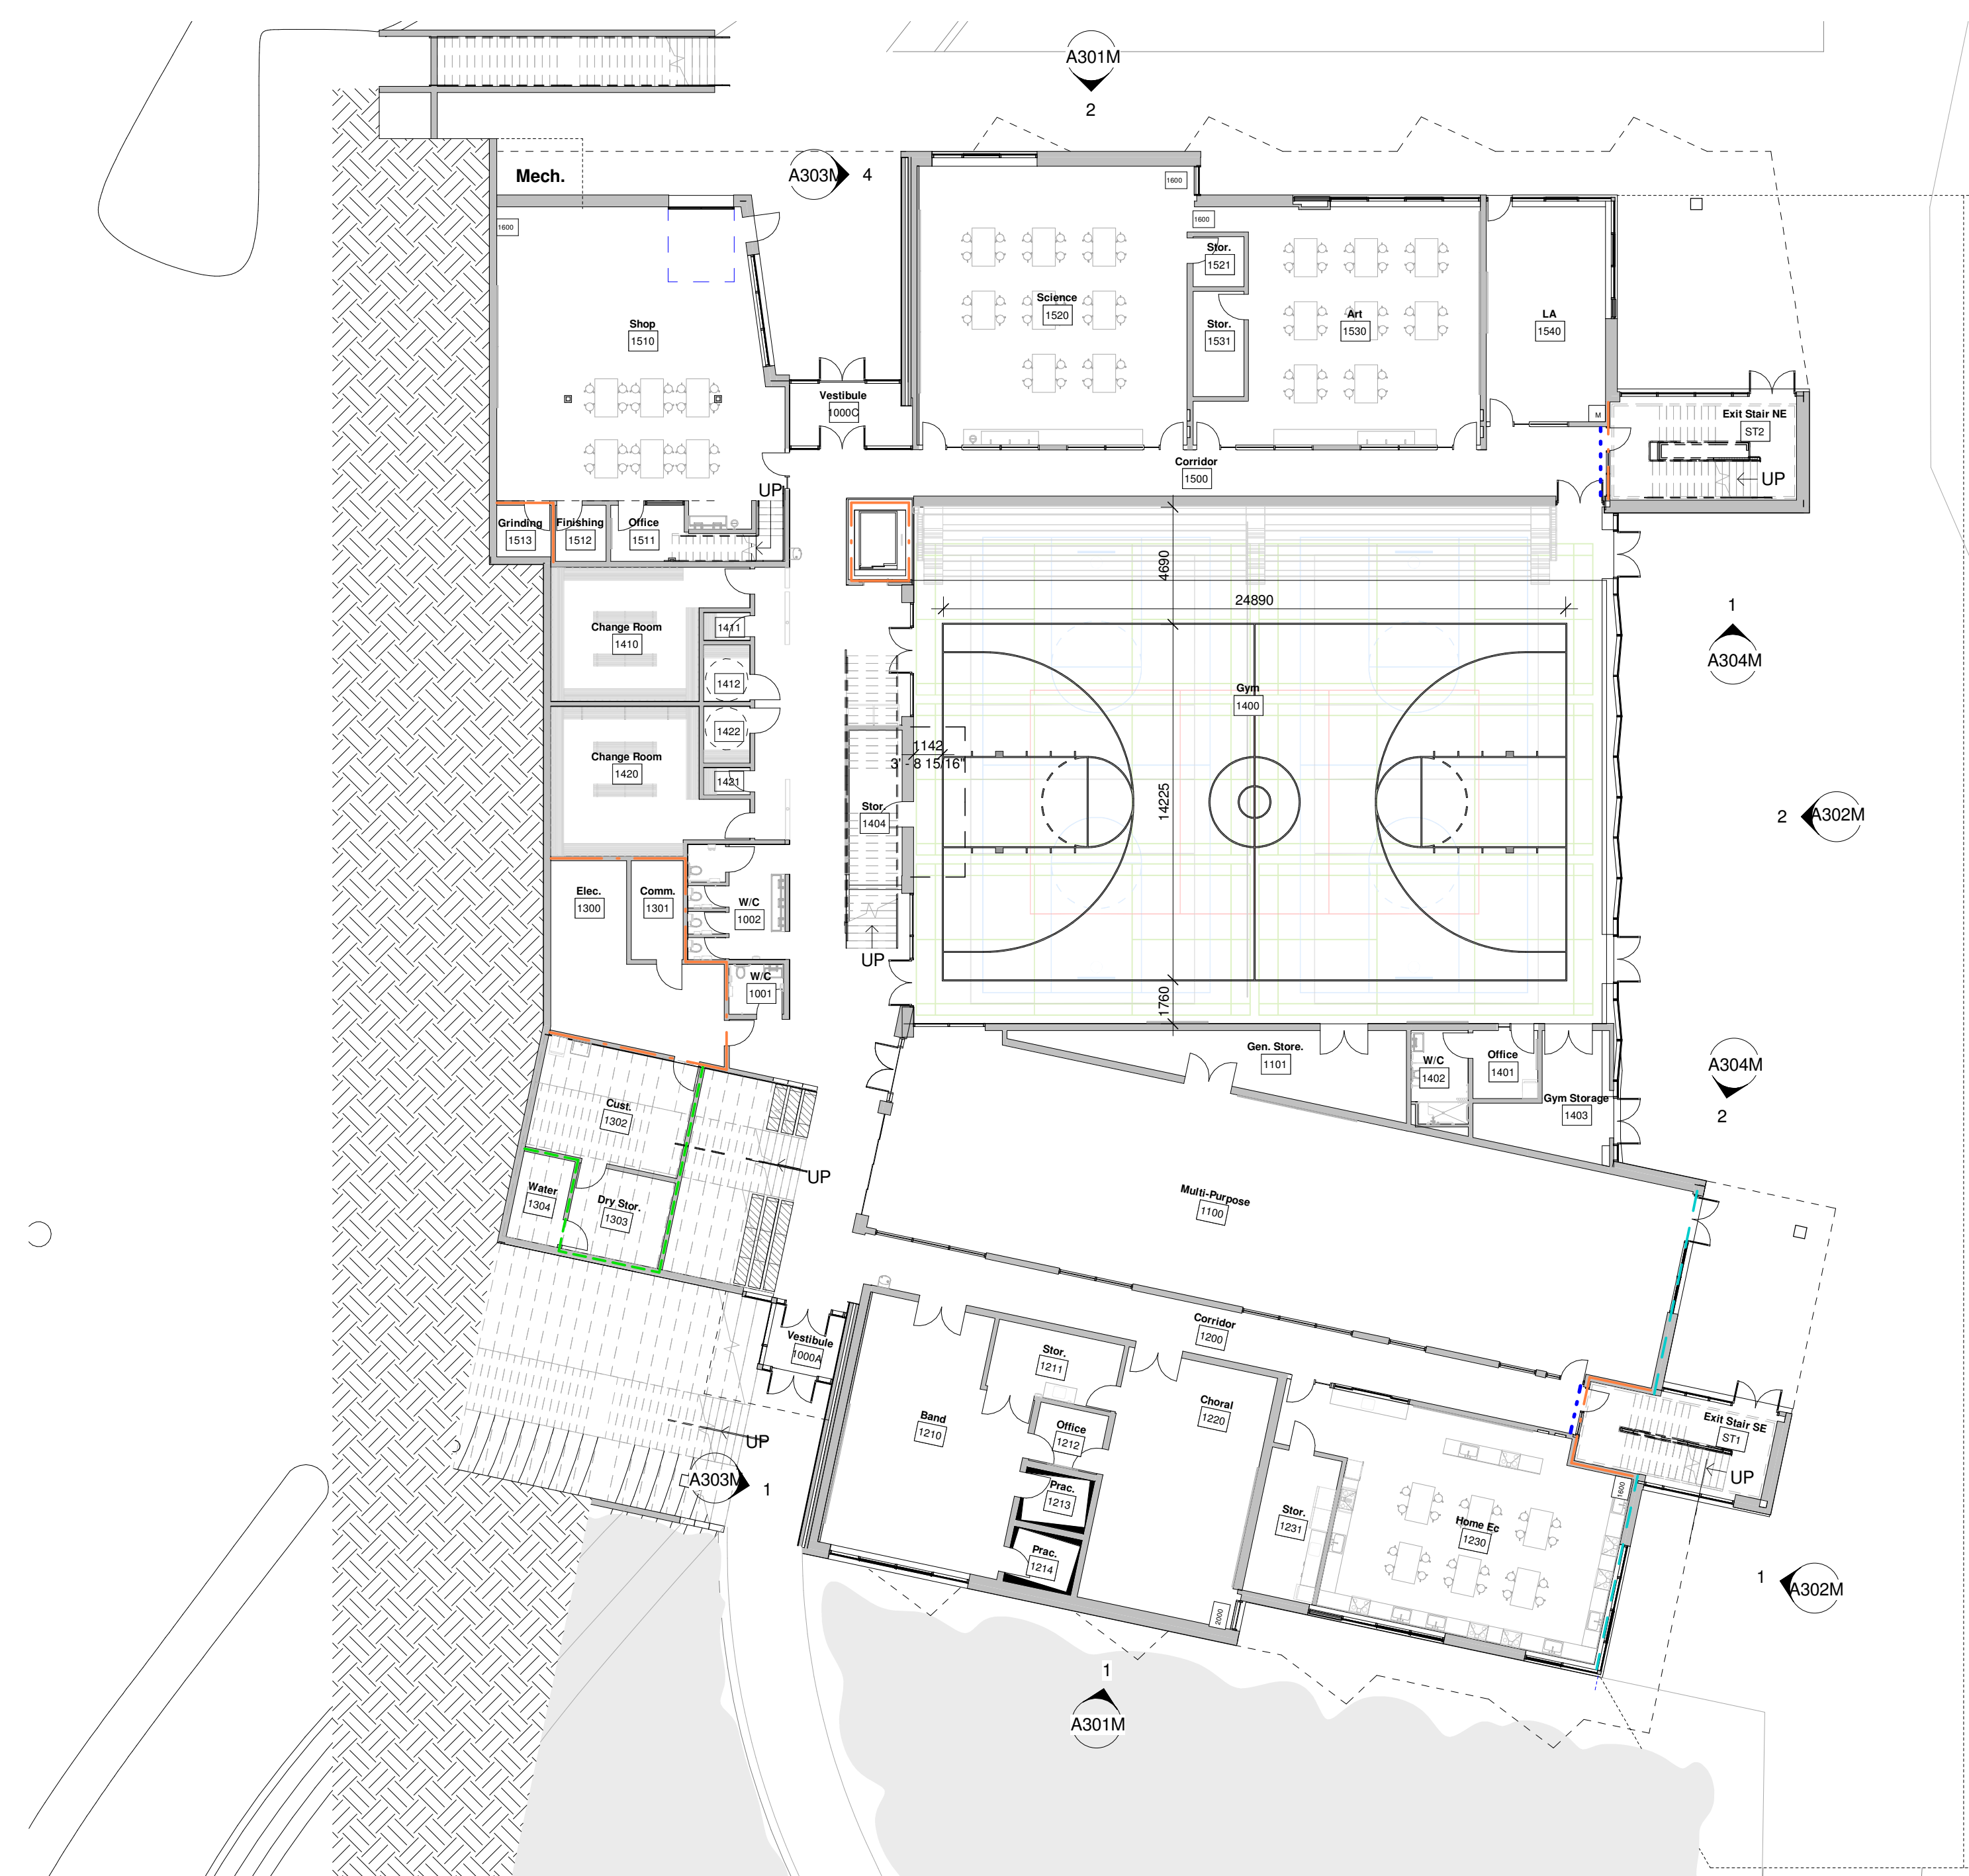 A301M
2
Mech.
A303M
4
1600
1600
1600
Stor.
1521
Science
1520
Shop
1510
Stor.
1531
Art
1530
LA
1540
Vestibule
1000C
M
Exit Stair NE
ST2
UP
Corridor
1500
UP
Grinding
1513
Finishing
1512
Office
1511
4690
24890
Change Room
1410
1411
1412
1
A304M
Gym
1400
1422
1142
3' - 8 15/16"
Change Room
1420
1421
14225
Stor.
1404
2
A302M
Elec.
1300
Comm.
1301
W/C
1002
UP
W/C
1001
1760
Gen. Store.
1101
W/C
1402
Office
1401
A304M
2
Gym Storage
1403
Cust.
1302
UP
Water
1304
Dry Stor.
1303
Multi-Purpose
1100
Vestibule
1000A
Corridor
1200
Stor.
1211
Band
1210
Office
1212
Choral
1220
Exit Stair SE
ST1
UP
UP
A303M
1
Prac.
1213
1600
Stor.
1231
Home Ec
1230
Prac.
1214
2000
1
A302M
1
A301M